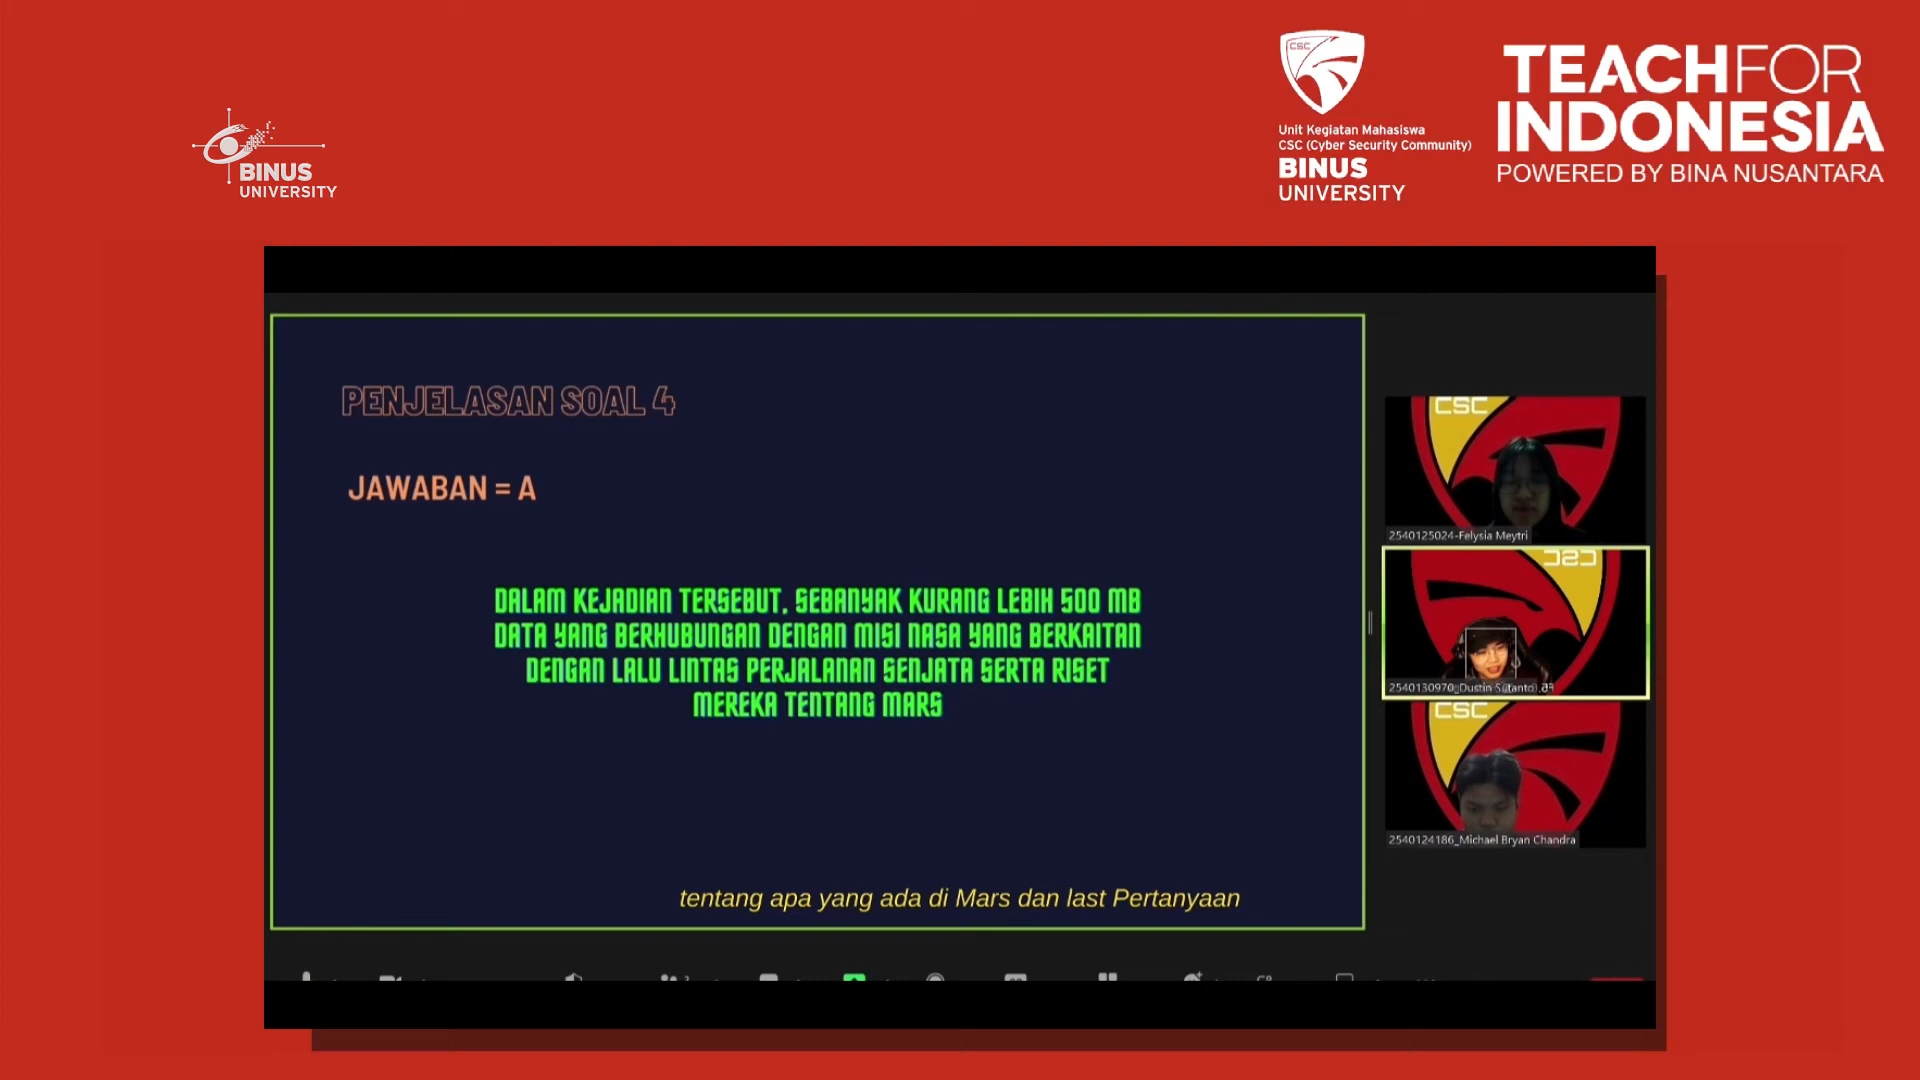 CSC
TEACHFOR
INDONESIA
POWERED BY BINA NUSANTARA
Unit Kegiatan Mahasiswa
CSC (Cyber Security Community)
BINUS
UNIVERSITY
BINUS
UNIVERSITY
PENJELASAN SOAL 4
JAWABAN = A
DALAM KEJADIAN TERSEBUT, SEBANYAK KURANG LEBIH 500 MB
DATA YANG BERHUBUNGAN DENGAN MISI NASA YANG BERKAITAN
DENGAN LALU LINTAS PERJALANAN SENJATA SERTA RISET
MEREKA TENTANG MARS
tentang apa yang ada di Mars dan last Pertanyaan
CSC
2540125024-Felysia Meytri
CSC
2540130970_Dustin Sutanto
CSC
2540124186_Michael Bryan Chandra